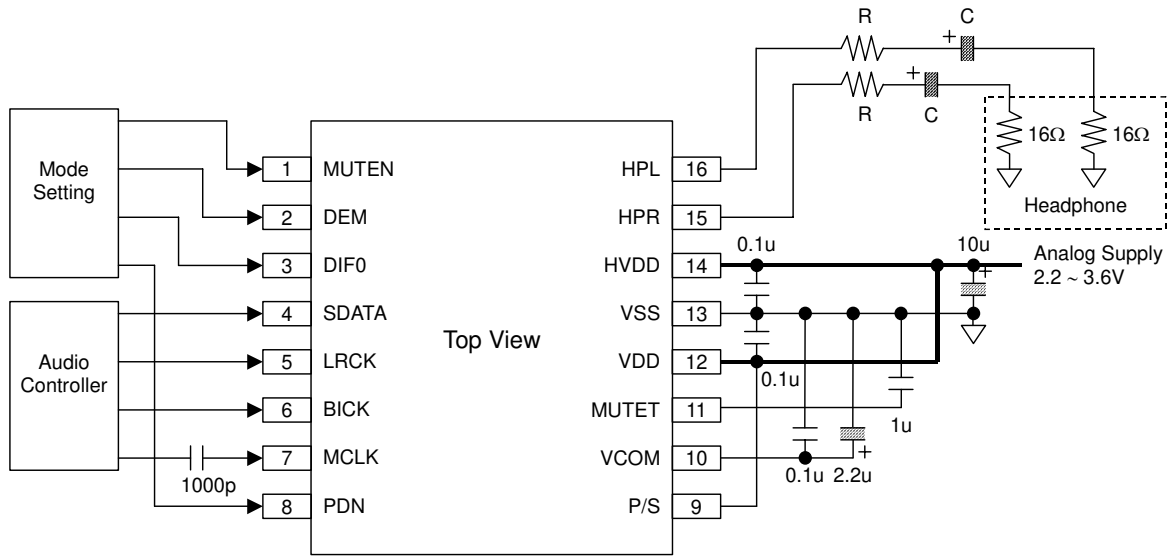 R
+
C
R
+
C
16Ω
16Ω
Headphone
Mode
Setting
Audio
Controller
1000p
1
MUTEN
2
DEM
3
DIF0
4
SDATA
5
LRCK
6
BICK
7
MCLK
8
PDN
Top View
HPL
16
HPR
15
HVDD
14
VSS
13
VDD
12
MUTET
11
VCOM
10
P/S
9
0.1u
10u
+
Analog Supply
2.2 ~ 3.6V
0.1u
1u
+
0.1u
2.2u